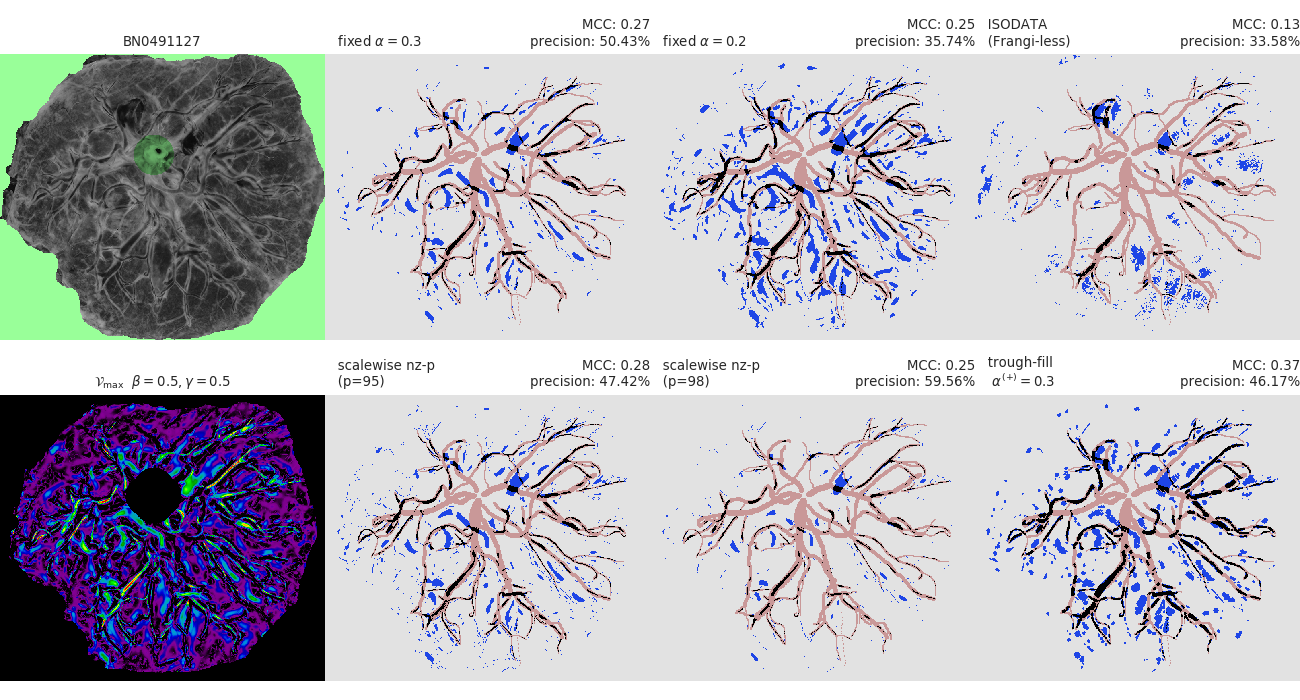 BN0491127
fixed α = 0.3
MCC: 0.27
precision: 50.43%
fixed α = 0.2
MCC: 0.25
precision: 35.74%
ISODATA
(Frangi-less)
MCC: 0.13
precision: 33.58%
𝒱max β = 0.5, γ = 0.5
scalewise nz-p
(p=95)
MCC: 0.28
precision: 47.42%
scalewise nz-p
(p=98)
MCC: 0.25
precision: 59.56%
trough-fill
α(+) = 0.3
MCC: 0.37
precision: 46.17%